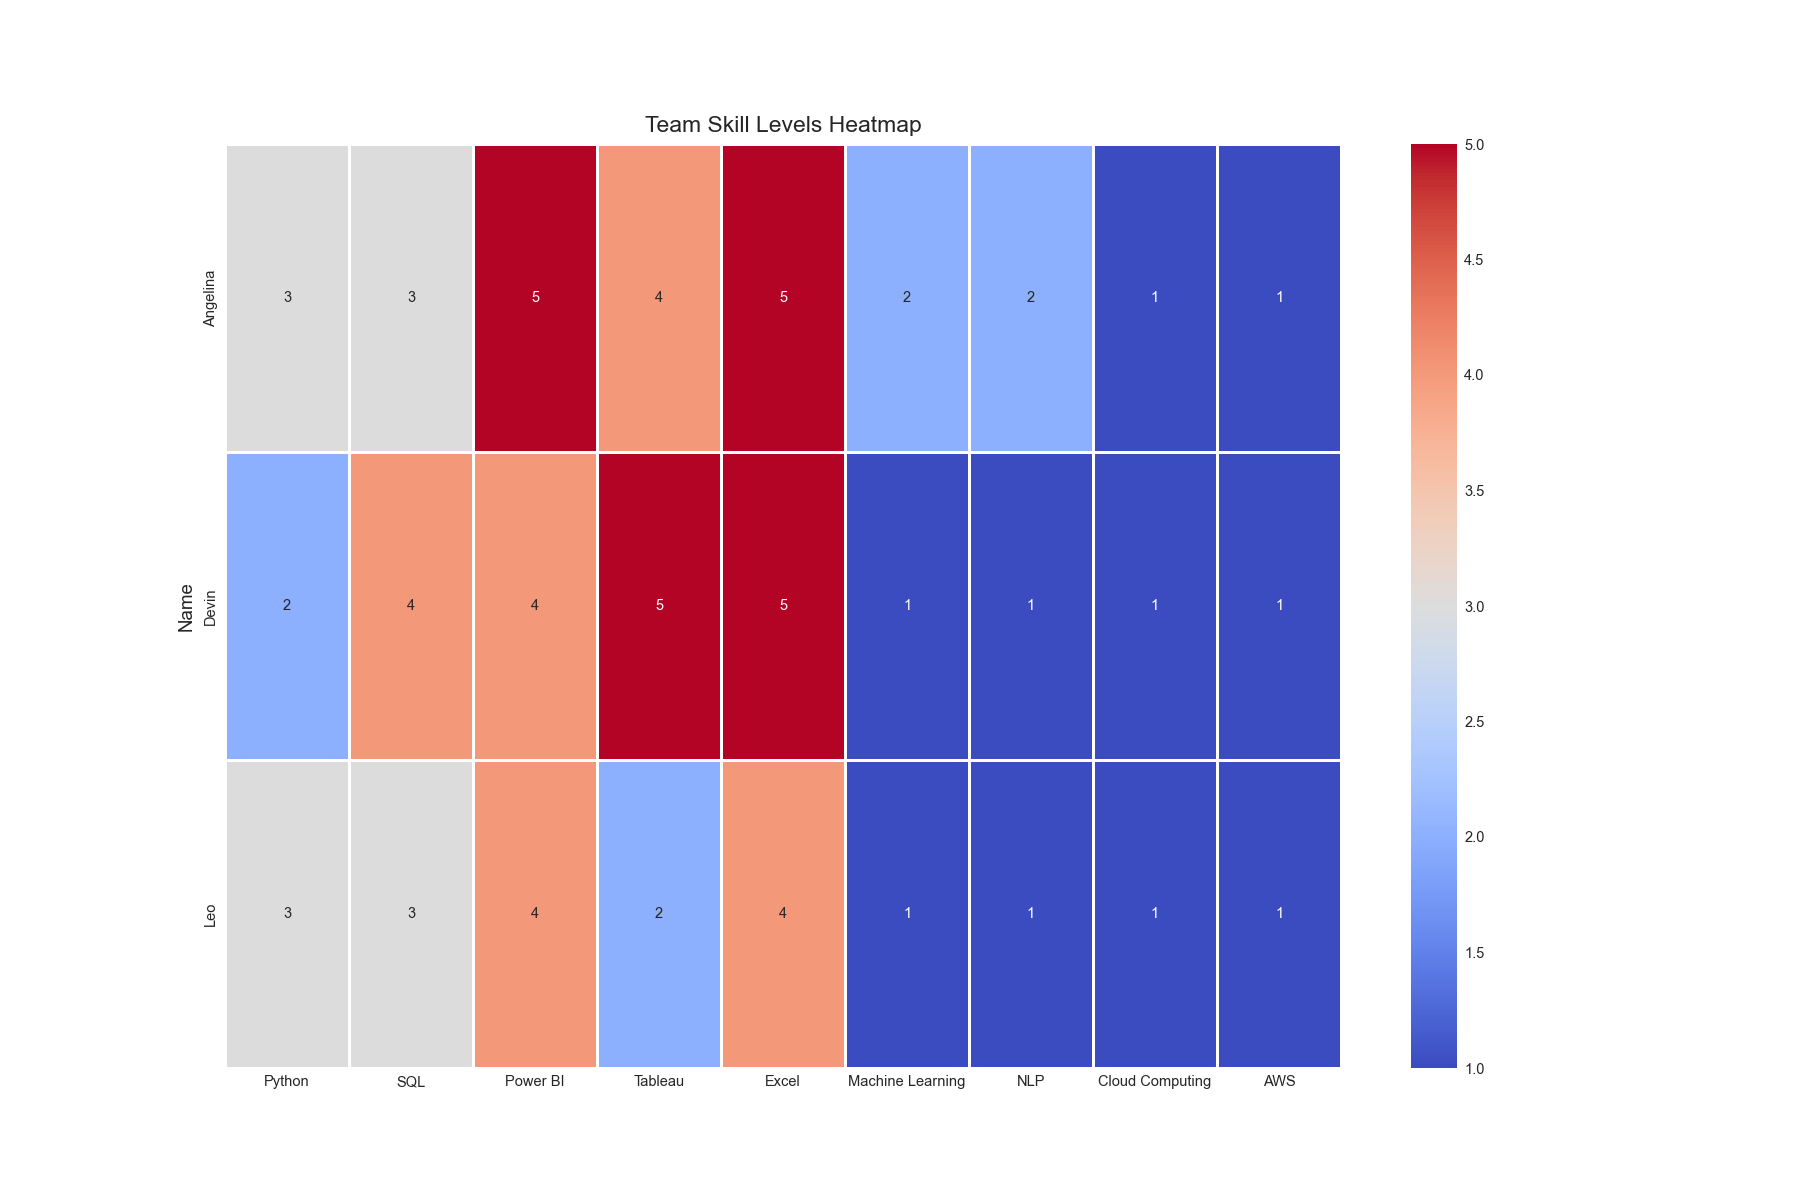 Team Skill Levels Heatmap
Name
Angelina
3 3 5 4 5 2 2 1 1
Devin
2 4 4 5 5 1 1 1 1
Leo
3 3 4 2 4 1 1 1 1
Python SQL Power BI Tableau Excel Machine Learning NLP Cloud Computing AWS
5.0
4.5
4.0
3.5
3.0
2.5
2.0
1.5
1.0